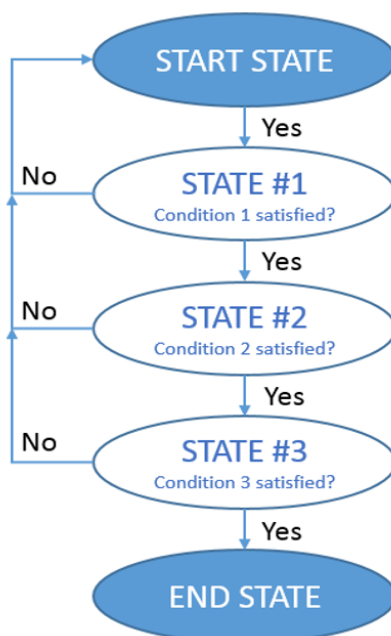 START STATE
Yes
No
STATE #1
Condition 1 satisfied?
Yes
No
STATE #2
Condition 2 satisfied?
Yes
No
STATE #3
Condition 3 satisfied?
Yes
END STATE